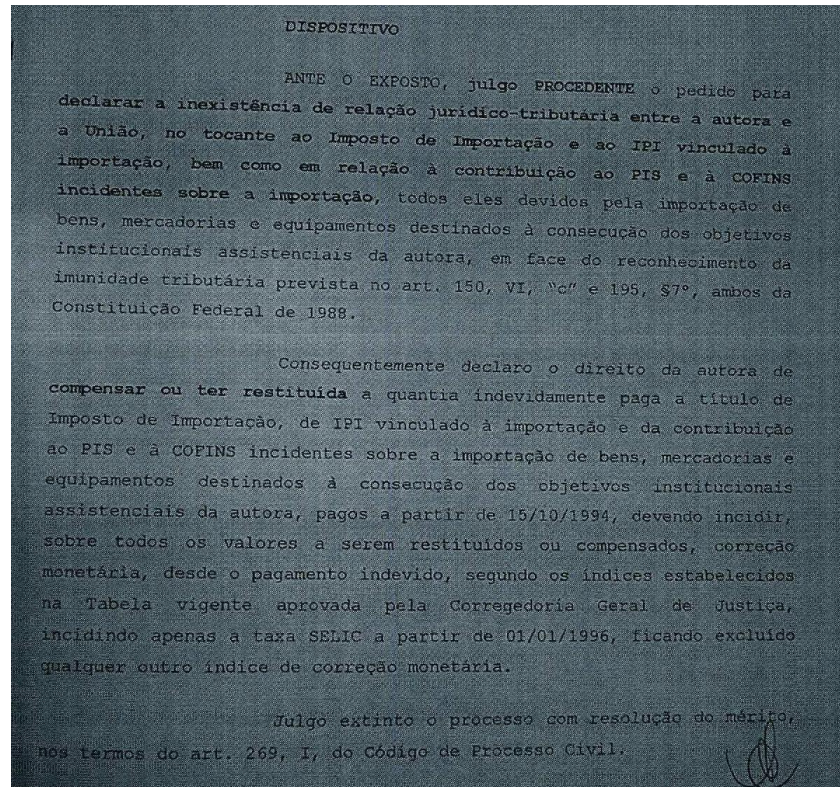 DISPOSITIVO
ANTE O EXPOSTO, julgo PROCEDENTE o pedido para
declarar a inexistência de relação jurídico-tributária entre a autora e
a União, no tocante ao Imposto de Importação e ao IPI vinculado à
importação, bem como em relação à contribuição ao PIS e à COFINS
incidentes sobre a importação, todos eles devidos pela importação de
bens, mercadorias e equipamentos destinados à consecução dos objetivos
institucionais assistenciais da autora, em face do reconhecimento da
imunidade tributária prevista no art. 150, VI, "c" e 195, §7º, ambos da
Constituição Federal de 1988.
Consequentemente declaro o direito da autora de
compensar ou ter restituída a quantia indevidamente paga a título de
Imposto de Importação, de IPI vinculado à importação e da contribuição
ao PIS e à COFINS incidentes sobre a importação de bens, mercadorias e
equipamentos destinados à consecução dos objetivos institucionais
assistenciais da autora, pagos a partir de 15/10/1994, devendo incidir,
sobre todos os valores a serem restituídos ou compensados, correção
monetária, desde o pagamento indevido, segundo os índices estabelecidos
na Tabela vigente aprovada pela Corregedoria Geral de Justiça,
incidindo apenas a taxa SELIC a partir de 01/01/1996, ficando excluído
qualquer outro índice de correção monetária.
Julgo extinto o processo com resolução do mérito,
nos termos do art. 269, I, do Código de Processo Civil.